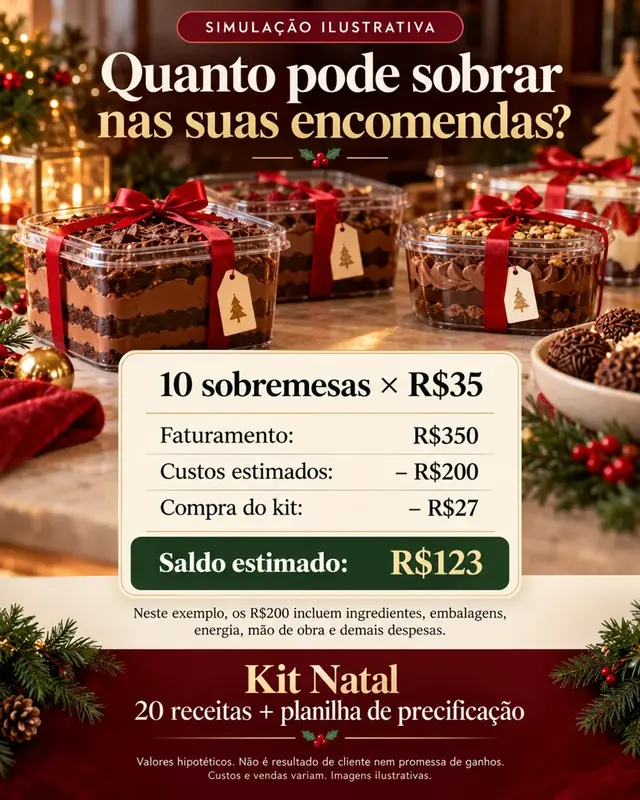 SIMULAÇÃO ILUSTRATIVA
Quanto pode sobrar
nas suas encomendas?
10 sobremesas × R$35
Faturamento: R$350
Custos estimados: – R$200
Compra do kit: – R$27
Saldo estimado: R$123
Neste exemplo, os R$200 incluem ingredientes, embalagens,
energia, mão de obra e demais despesas.
Kit Natal
20 receitas + planilha de precificação
Valores hipotéticos. Não é resultado de cliente nem promessa de ganhos.
Custos e vendas variam. Imagens ilustrativas.